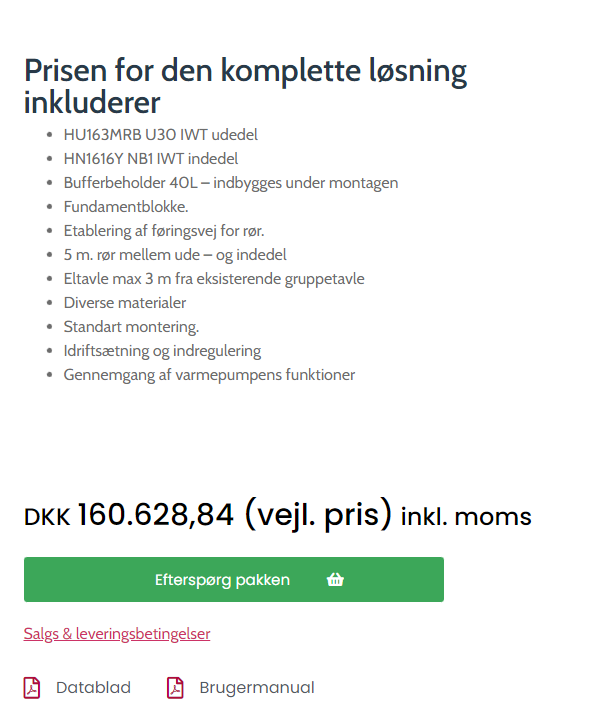 Prisen for den komplette løsning
inkluderer
• HU163MRB U30 IWT udedel
• HN1616Y NB1 IWT indedel
• Bufferbeholder 40L – indbygges under montagen
• Fundamentblokke.
• Etablering af føringsvej for rør.
• 5 m. rør mellem ude – og indedel
• Eltavle max 3 m fra eksisterende gruppetavle
• Diverse materialer
• Standart montering.
• Idriftsætning og indregulering
• Gennemgang af varmepumpens funktioner
DKK 160.628,84 (vejl. pris) inkl. moms
Efterspørg pakken
Salgs & leveringsbetingelser
Datablad Brugermanual